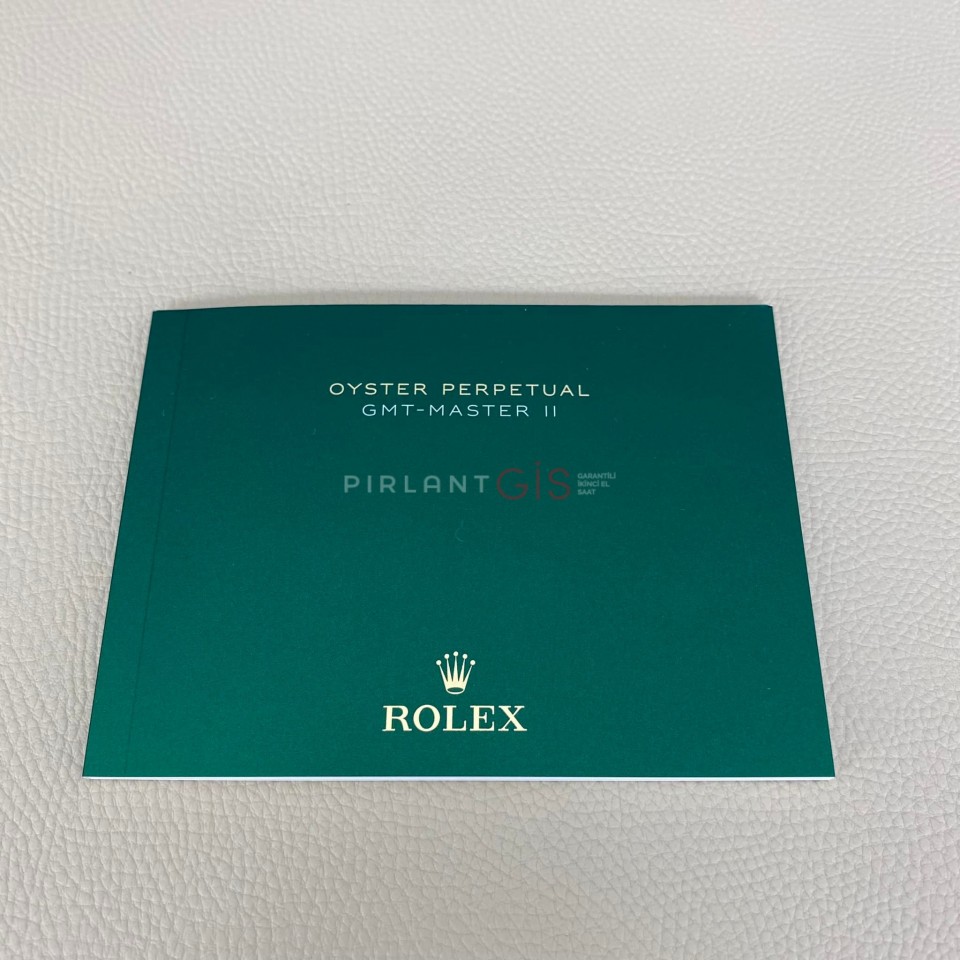 OYSTER PERPETUAL
GMT-MASTER II
PIRLANTGİS
GARANTİLİ
İKİNCİ EL
SAAT
ROLEX